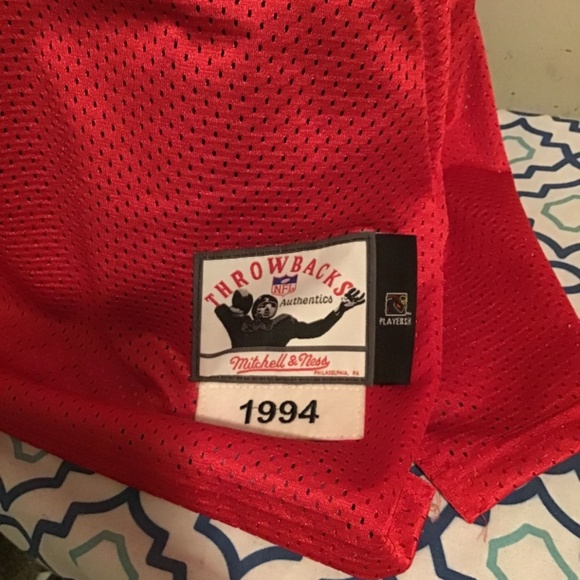 THROWBACKS
NFL
Authentics
Mitchell & Ness
PHILADELPHIA, PA
1994
PLAYERS